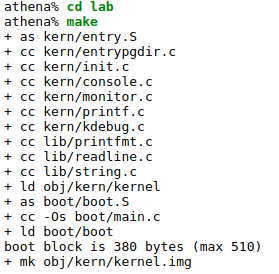 athena% cd lab
athena% make
+ as kern/entry.S
+ cc kern/entrypgdir.c
+ cc kern/init.c
+ cc kern/console.c
+ cc kern/monitor.c
+ cc kern/printf.c
+ cc kern/kdebug.c
+ cc lib/printfmt.c
+ cc lib/readline.c
+ cc lib/string.c
+ ld obj/kern/kernel
+ as boot/boot.S
+ cc -Os boot/main.c
+ ld boot/boot
boot block is 380 bytes (max 510)
+ mk obj/kern/kernel.img